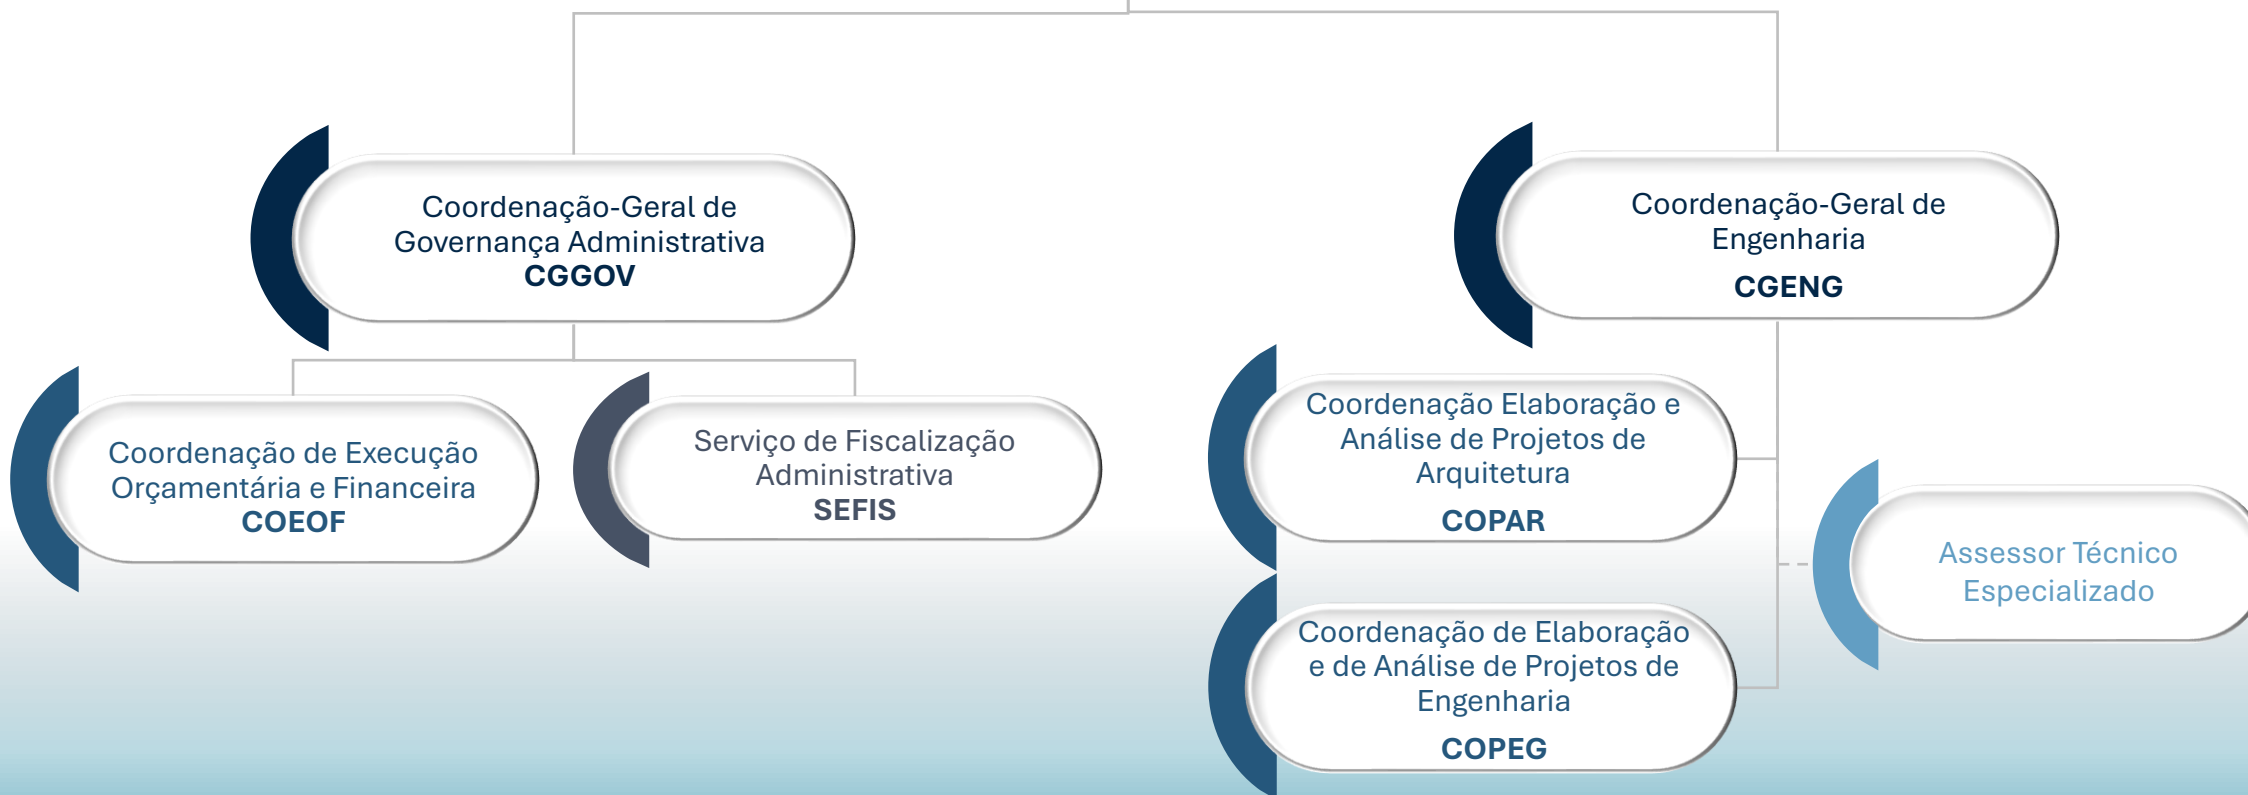 Coordenação-Geral de
Governança Administrativa
CGGOV
Coordenação-Geral de
Engenharia
CGENG
Coordenação de Execução
Orçamentária e Financeira
COEOF
Serviço de Fiscalização
Administrativa
SEFIS
Coordenação Elaboração e
Análise de Projetos de
Arquitetura
COPAR
Assessor Técnico
Especializado
Coordenação de Elaboração
e de Análise de Projetos de
Engenharia
COPEG